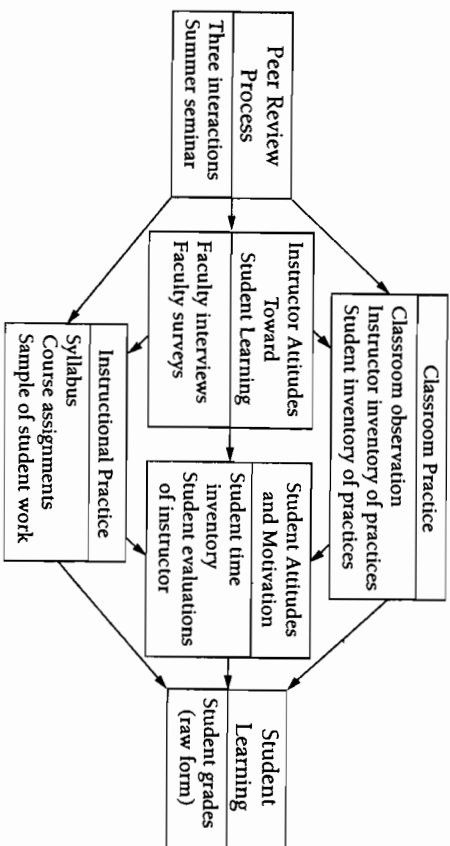 Peer Review
Process
Three interactions
Summer seminar
Classroom Practice
Classroom observation
Instructor inventory of practices
Student inventory of practices
Instructor Attitudes
Toward
Student Learning
Faculty interviews
Faculty surveys
Instructional Practice
Syllabus
Course assignments
Sample of student work
Student Attitudes
and Motivation
Student time
inventory
Student evaluations
of instructor
Student
Learning
Student grades
(raw form)